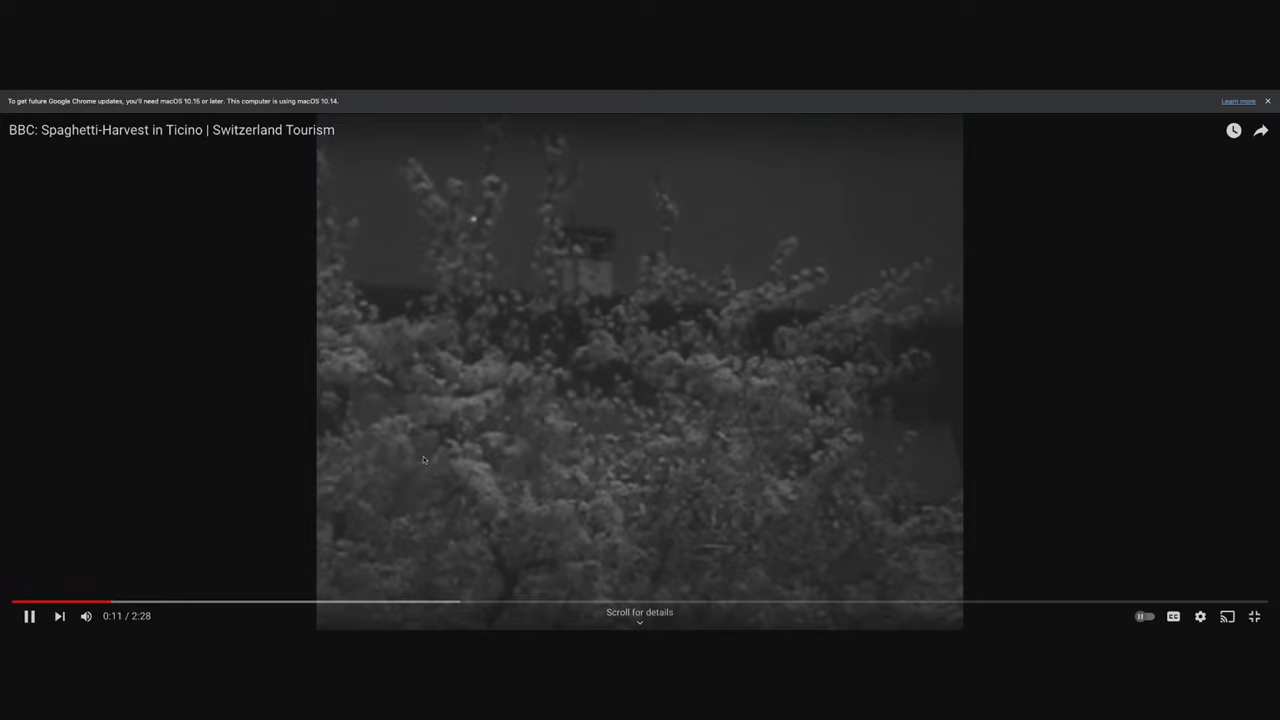 To get future Google Chrome updates, you'll need macOS 10.15 or later. This computer is using macOS 10.14.
Learn more
BBC: Spaghetti-Harvest in Ticino | Switzerland Tourism
Scroll for details
0:11 / 2:28
CC